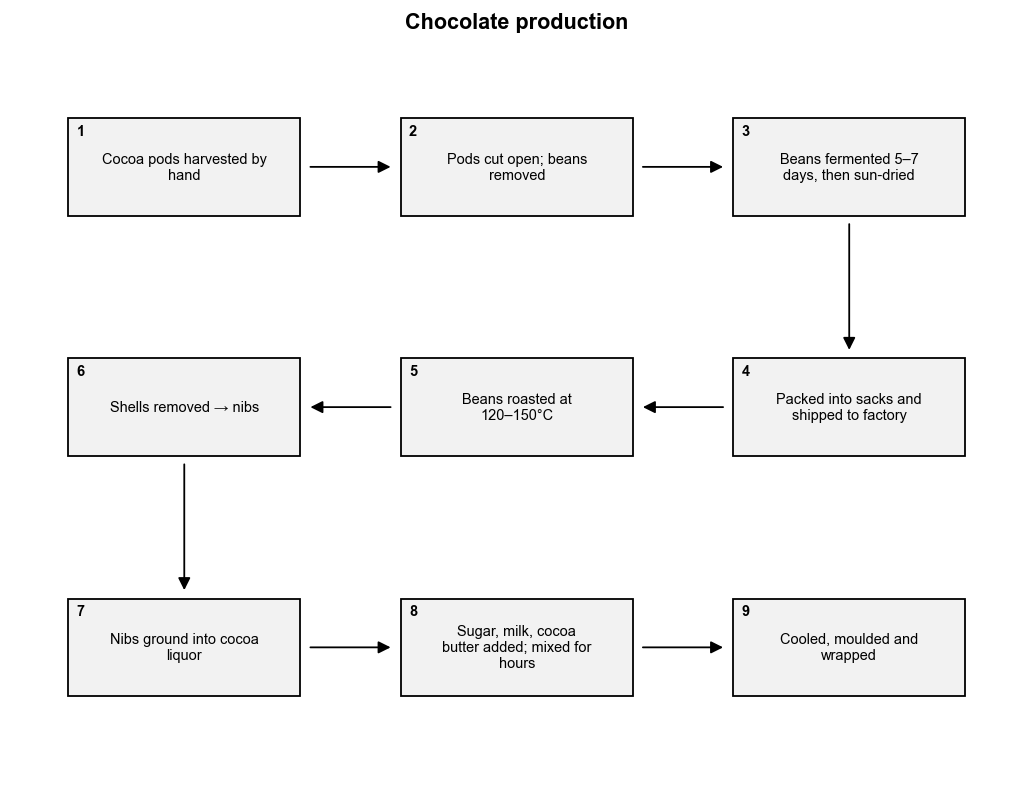 Chocolate production
1
Cocoa pods harvested by
hand
2
Pods cut open; beans
removed
3
Beans fermented 5–7
days, then sun-dried
4
Packed into sacks and
shipped to factory
5
Beans roasted at
120–150°C
6
Shells removed → nibs
7
Nibs ground into cocoa
liquor
8
Sugar, milk, cocoa
butter added; mixed for
hours
9
Cooled, moulded and
wrapped